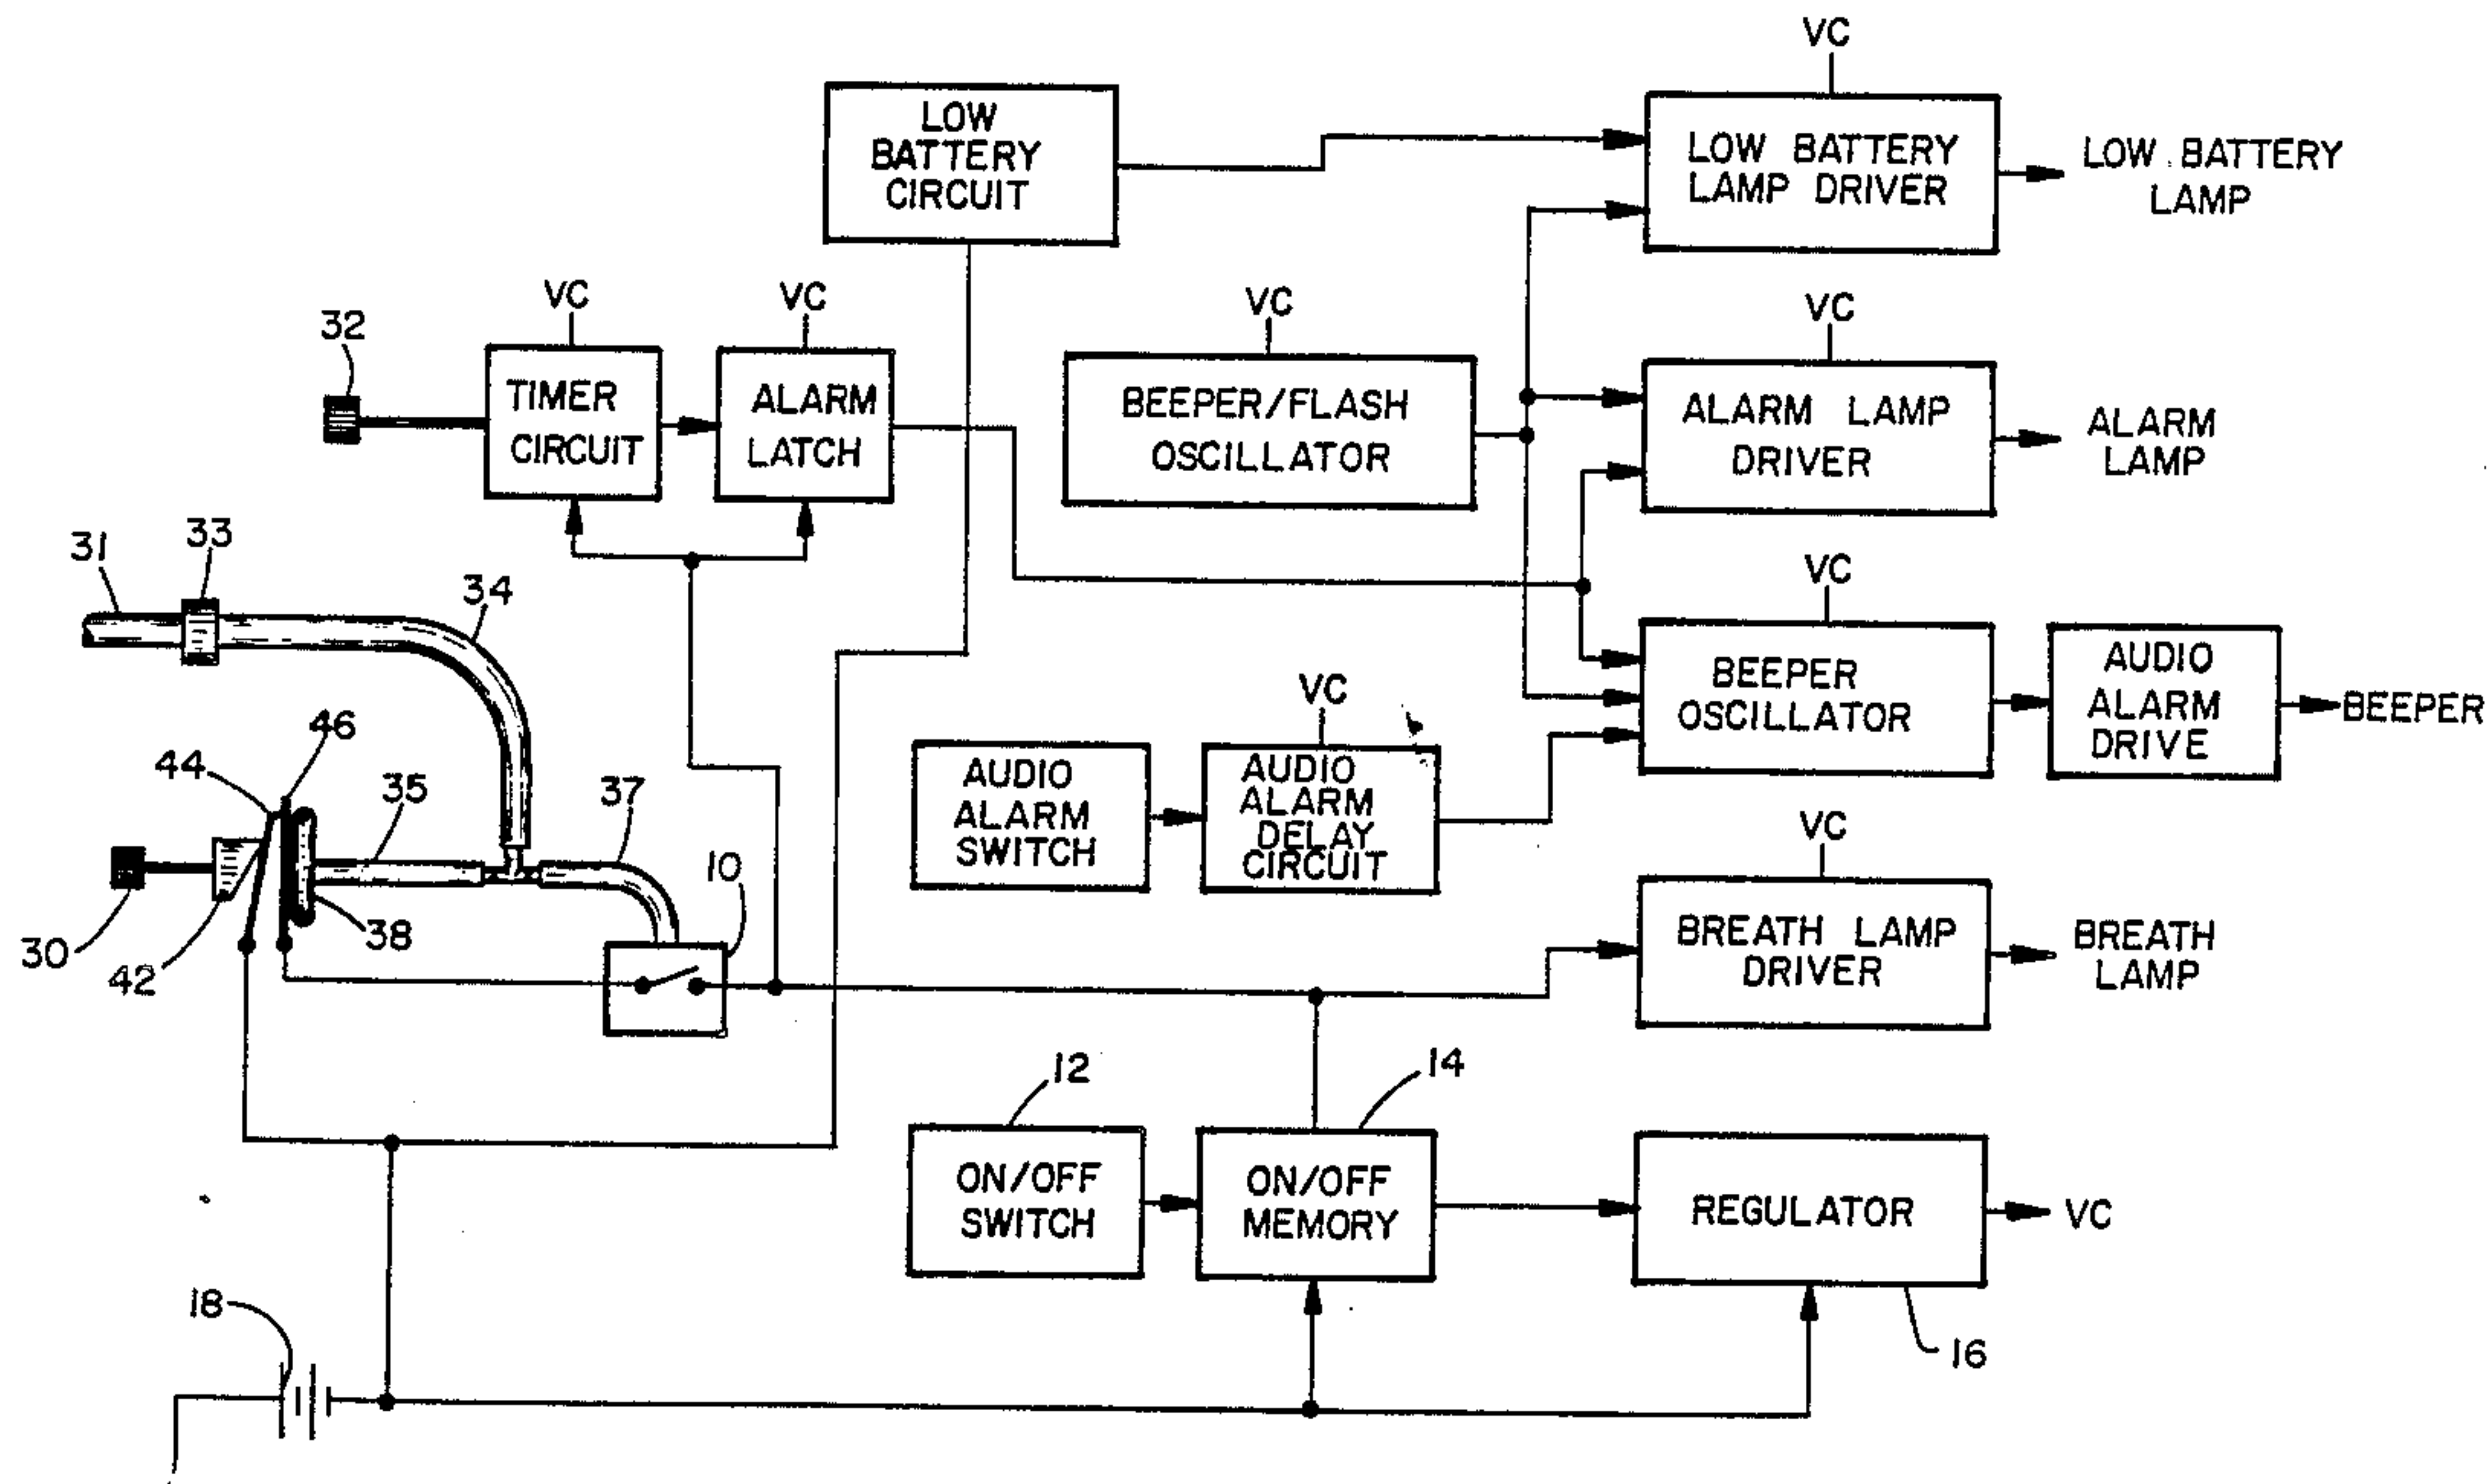 VC
LOW
BATTERY
CIRCUIT
LOW BATTERY
LAMP DRIVER
LOW BATTERY
LAMP
VC
VC
VC
VC
32
TIMER
CIRCUIT
ALARM
LATCH
BEEPER/FLASH
OSCILLATOR
ALARM LAMP
DRIVER
ALARM
LAMP
31
33
34
VC
BEEPER
OSCILLATOR
AUDIO
ALARM
DRIVE
BEEPER
46
44
35
37
10
VC
AUDIO
ALARM
SWITCH
AUDIO
ALARM
DELAY
CIRCUIT
VC
30
42
38
BREATH LAMP
DRIVER
BREATH
LAMP
12
14
ON/OFF
SWITCH
ON/OFF
MEMORY
REGULATOR
VC
18
16